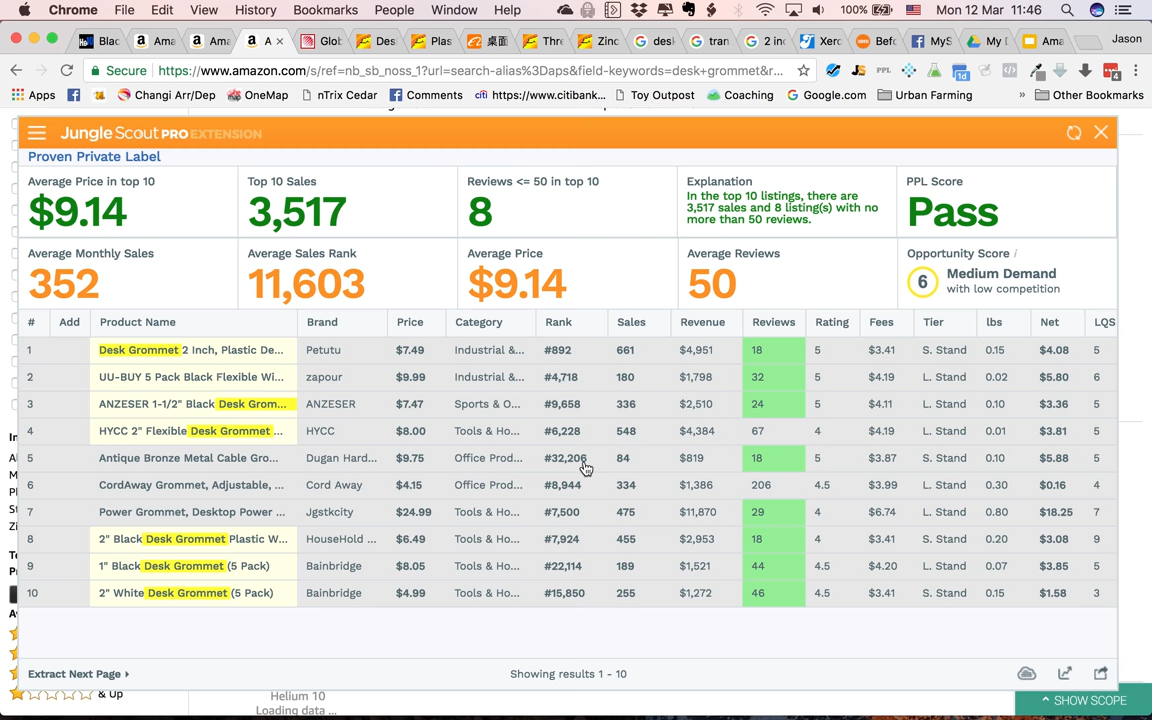 Chrome File Edit View History Bookmarks People Window Help 100% Mon 12 Mar 11:46
Blac Ama Ama A Glob Des Plas 桌面 Thre Zinc desi tran 2 inc Xero Befo MyS My D Ama Jason
Secure https://www.amazon.com/s/ref=nb_sb_noss_1?url=search-alias%3Daps&field-keywords=desk+grommet&r...
Apps Changi Arr/Dep OneMap nTrix Cedar Comments https://www.citibank... Toy Outpost Coaching Google.com Urban Farming » Other Bookmarks
Jungle Scout PRO EXTENSION
Proven Private Label
Average Price in top 10 Top 10 Sales Reviews <= 50 in top 10 Explanation PPL Score
$9.14 3,517 8 In the top 10 listings, there are Pass
3,517 sales and 8 listing(s) with no
more than 50 reviews.
Average Monthly Sales Average Sales Rank Average Price Average Reviews Opportunity Score i
352 11,603 $9.14 50 6 Medium Demand
with low competition
# Add Product Name Brand Price Category Rank Sales Revenue Reviews Rating Fees Tier lbs Net LQS
1 Desk Grommet 2 Inch, Plastic De... Petutu $7.49 Industrial &... #892 661 $4,951 18 5 $3.41 S. Stand 0.15 $4.08 5
2 UU-BUY 5 Pack Black Flexible Wi... zapour $9.99 Industrial &... #4,718 180 $1,798 32 5 $4.19 L. Stand 0.02 $5.80 6
3 ANZESER 1-1/2" Black Desk Grom... ANZESER $7.47 Sports & O... #9,658 336 $2,510 24 5 $4.11 L. Stand 0.10 $3.36 5
4 HYCC 2" Flexible Desk Grommet ... HYCC $8.00 Tools & Ho... #6,228 548 $4,384 67 4 $4.19 L. Stand 0.01 $3.81 5
5 Antique Bronze Metal Cable Gro... Dugan Hard... $9.75 Office Prod... #32,206 84 $819 18 5 $3.87 S. Stand 0.10 $5.88 5
6 CordAway Grommet, Adjustable, ... Cord Away $4.15 Office Prod... #8,944 334 $1,386 206 4.5 $3.99 L. Stand 0.30 $0.16 4
7 Power Grommet, Desktop Power ... Jgstkcity $24.99 Tools & Ho... #7,500 475 $11,870 29 4 $6.74 L. Stand 0.80 $18.25 7
8 2" Black Desk Grommet Plastic W... HouseHold ... $6.49 Tools & Ho... #7,924 455 $2,953 18 4 $3.41 S. Stand 0.20 $3.08 9
9 1" Black Desk Grommet (5 Pack) Bainbridge $8.05 Tools & Ho... #22,114 189 $1,521 44 4.5 $4.20 L. Stand 0.07 $3.85 5
10 2" White Desk Grommet (5 Pack) Bainbridge $4.99 Tools & Ho... #15,850 255 $1,272 46 4.5 $3.41 S. Stand 0.15 $1.58 3
Extract Next Page Showing results 1 - 10
& Up
Helium 10
Loading data ...
SHOW SCOPE